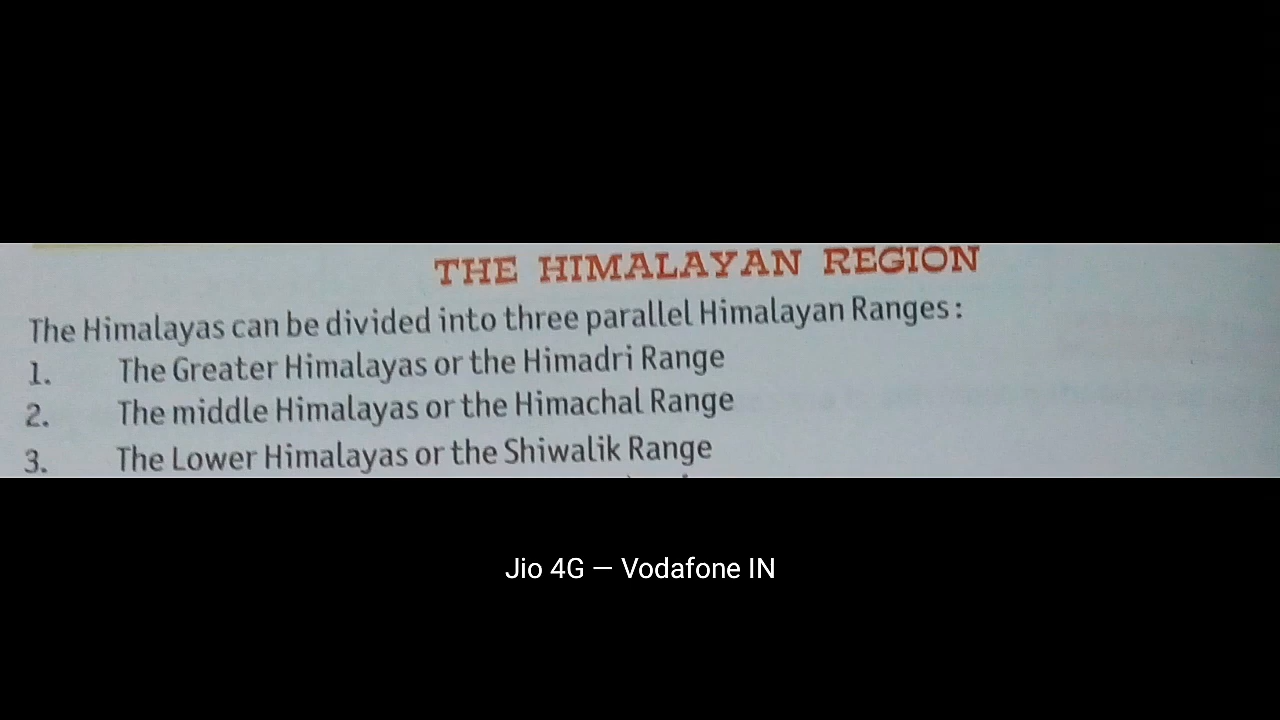 THE HIMALAYAN REGION
The Himalayas can be divided into three parallel Himalayan Ranges :
1. The Greater Himalayas or the Himadri Range
2. The middle Himalayas or the Himachal Range
3. The Lower Himalayas or the Shiwalik Range
Jio 4G — Vodafone IN